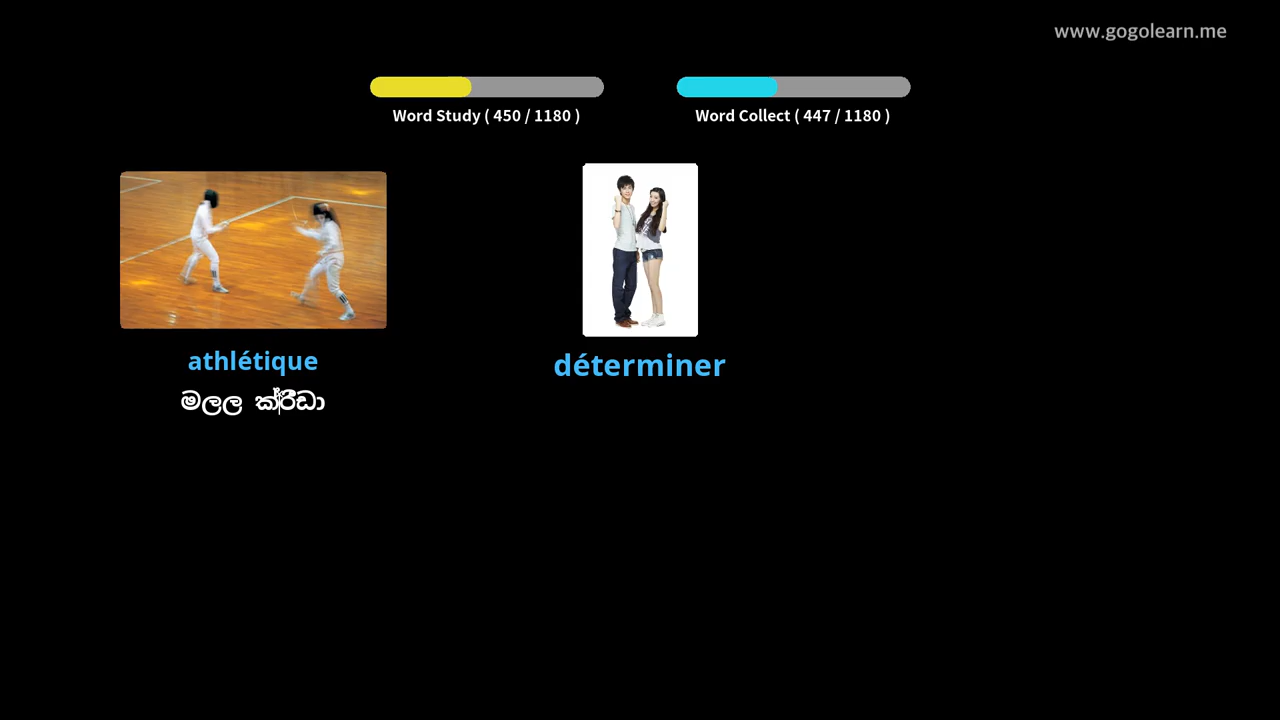 www.gogolearn.me
Word Study ( 450 / 1180 )
Word Collect ( 447 / 1180 )
athlétique
මලල ක්‍රීඩා
déterminer